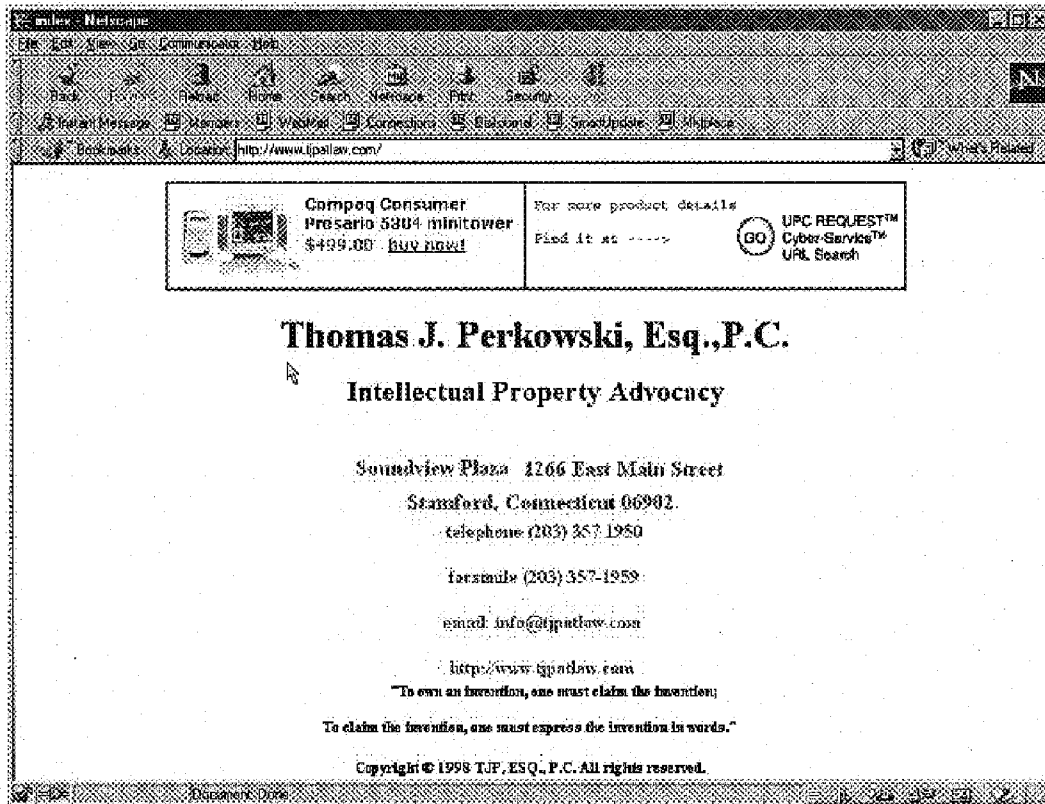 index - Netscape
File Edit View Go Communicator Help
Back Forward Reload Home Search Netscape Print Security
Instant Message Members WebMail Connections BizJournal SmartUpdate Mktplace
Bookmarks Location: http://www.tjpatlaw.com/ What's Related
Compaq Consumer
Presario 5304 minitower
$499.00 buy now!
For more product details
Find it at ---->
GO
UPC REQUEST™
Cyber-Service™
URL Search
Thomas J. Perkowski, Esq.,P.C.
Intellectual Property Advocacy
Soundview Plaza 1266 East Main Street
Stamford, Connecticut 06902
telephone (203) 357-1950
facsimile (203) 357-1959
email: info@tjpatlaw.com
http://www.tjpatlaw.com
"To own an invention, one must claim the invention;
To claim the invention, one must express the invention in words."
Copyright © 1998 TJP, ESQ., P.C. All rights reserved.
Document: Done